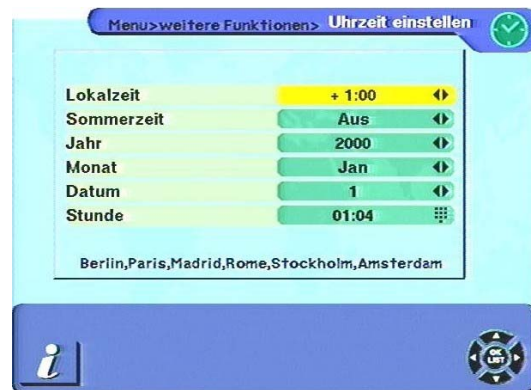 Menu>weitere Funktionen> Uhrzeit einstellen
Lokalzeit + 1:00
Sommerzeit Aus
Jahr 2000
Monat Jan
Datum 1
Stunde 01:04
Berlin,Paris,Madrid,Rome,Stockholm,Amsterdam
i
OK
LIST